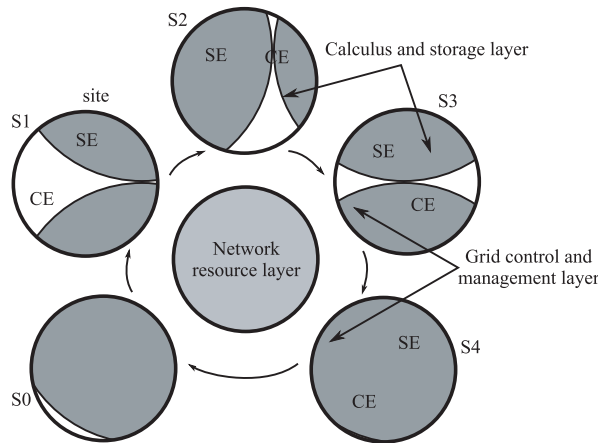 S2
SE
CE
Calculus and storage layer
site
S1
SE
CE
S3
SE
CE
Network
resource layer
Grid control and
management layer
SE
S4
CE
S0